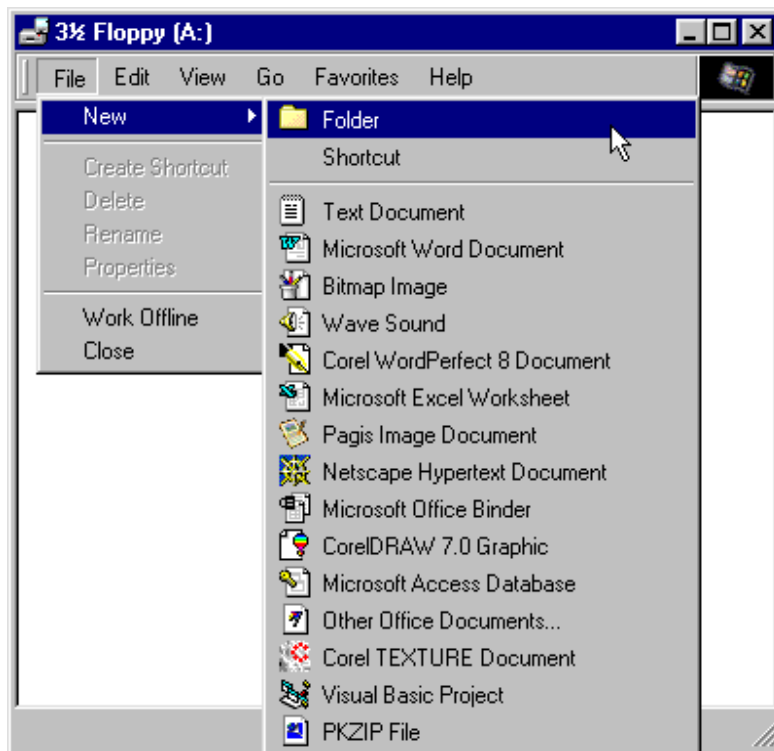 3½ Floppy (A:)
File Edit View Go Favorites Help
New
Create Shortcut
Delete
Rename
Properties
Work Offline
Close
Folder
Shortcut
Text Document
Microsoft Word Document
Bitmap Image
Wave Sound
Corel WordPerfect 8 Document
Microsoft Excel Worksheet
Pagis Image Document
Netscape Hypertext Document
Microsoft Office Binder
CorelDRAW 7.0 Graphic
Microsoft Access Database
Other Office Documents...
Corel TEXTURE Document
Visual Basic Project
PKZIP File